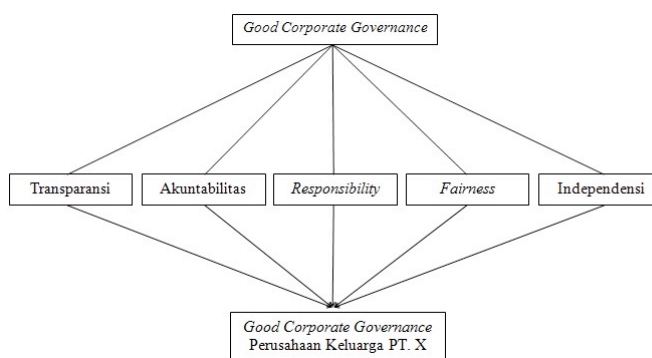 Good Corporate Governance
Transparansi
Akuntabilitas
Responsibility
Fairness
Independensi
Good Corporate Governance
Perusahaan Keluarga PT. X